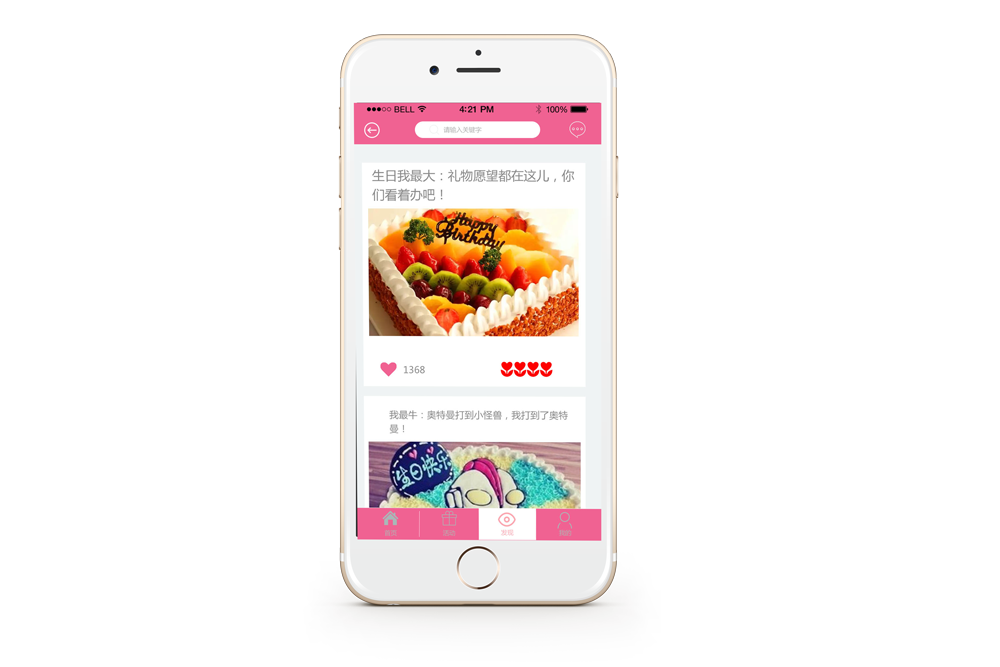 BELL 4:21 PM 100%
请输入关键字
生日我最大：礼物愿望都在这儿，你
们看着办吧！
Happy
Birthday!
1368
我最牛：奥特曼打到小怪兽，我打到了奥特
曼！
生日快乐
首页 活动 发现 我的